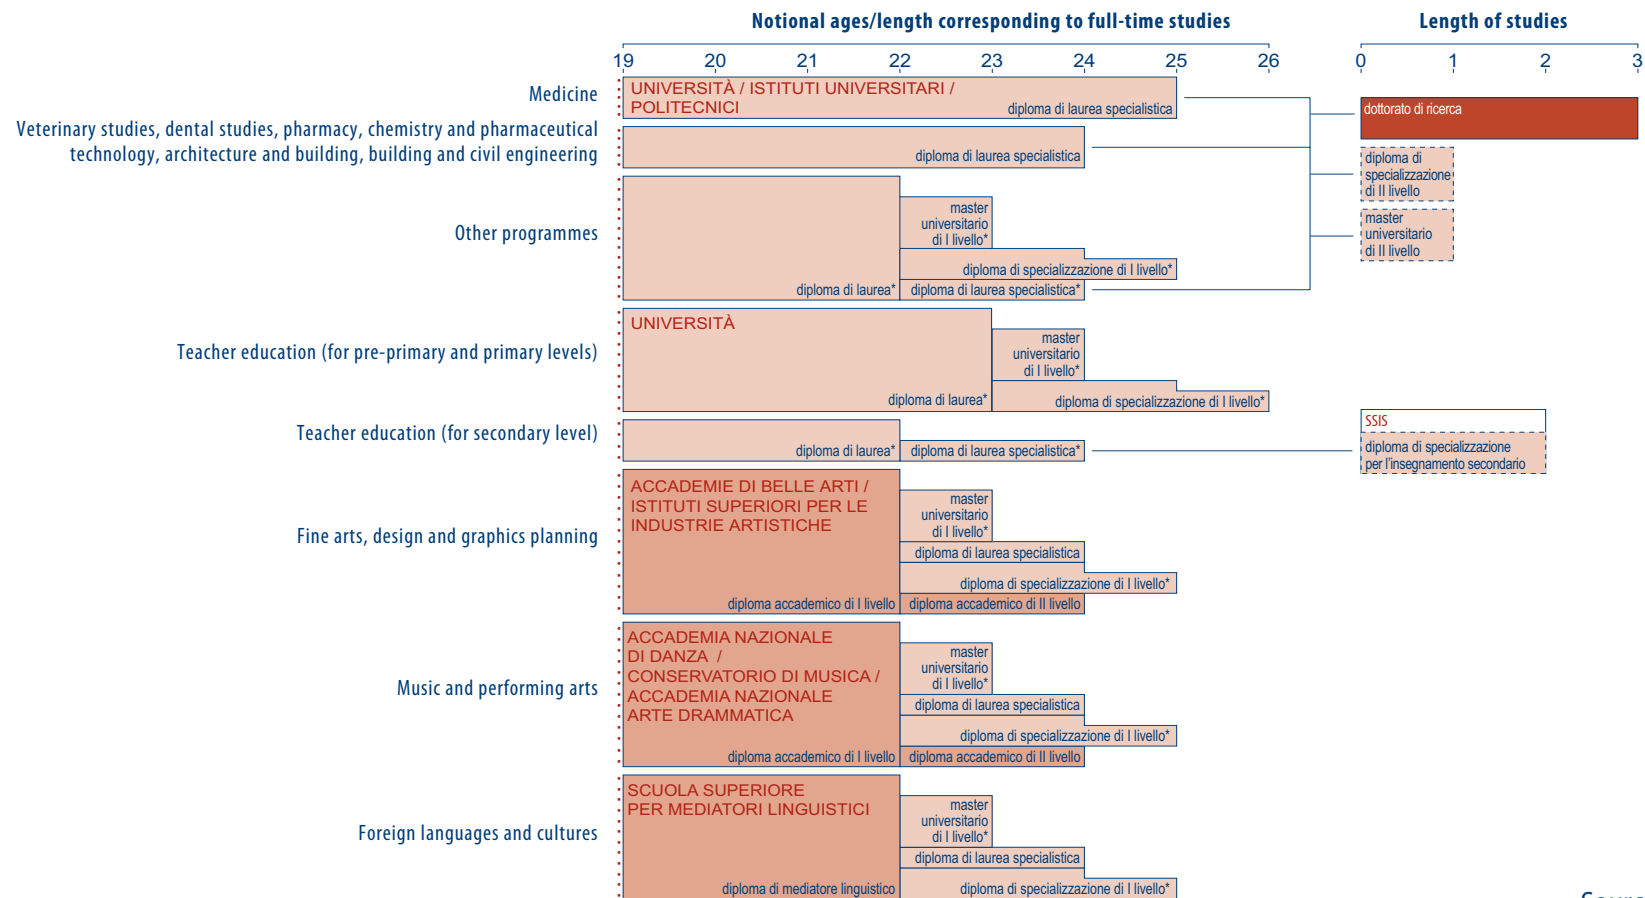 Notional ages/length corresponding to full-time studies
Length of studies
19 20 21 22 23 24 25 26
0 1 2 3
Medicine
UNIVERSITÀ / ISTITUTI UNIVERSITARI /
POLITECNICI
diploma di laurea specialistica
dottorato di ricerca
Veterinary studies, dental studies, pharmacy, chemistry and pharmaceutical
technology, architecture and building, building and civil engineering
diploma di laurea specialistica
diploma di
specializzazione
di II livello
master
universitario
di II livello
Other programmes
master
universitario
di I livello*
diploma di specializzazione di I livello*
diploma di laurea*
diploma di laurea specialistica*
Teacher education (for pre-primary and primary levels)
UNIVERSITÀ
master
universitario
di I livello*
diploma di laurea*
diploma di specializzazione di I livello*
Teacher education (for secondary level)
diploma di laurea*
diploma di laurea specialistica*
SSIS
diploma di specializzazione
per l'insegnamento secondario
Fine arts, design and graphics planning
ACCADEMIE DI BELLE ARTI /
ISTITUTI SUPERIORI PER LE
INDUSTRIE ARTISTICHE
master
universitario
di I livello*
diploma di laurea specialistica
diploma di specializzazione di I livello*
diploma accademico di I livello
diploma accademico di II livello
Music and performing arts
ACCADEMIA NAZIONALE
DI DANZA /
CONSERVATORIO DI MUSICA /
ACCADEMIA NAZIONALE
ARTE DRAMMATICA
master
universitario
di I livello*
diploma di laurea specialistica
diploma di specializzazione di I livello*
diploma accademico di I livello
diploma accademico di II livello
Foreign languages and cultures
SCUOLA SUPERIORE
PER MEDIATORI LINGUISTICI
master
universitario
di I livello*
diploma di laurea specialistica
diploma di mediatore linguistico
diploma di specializzazione di I livello*